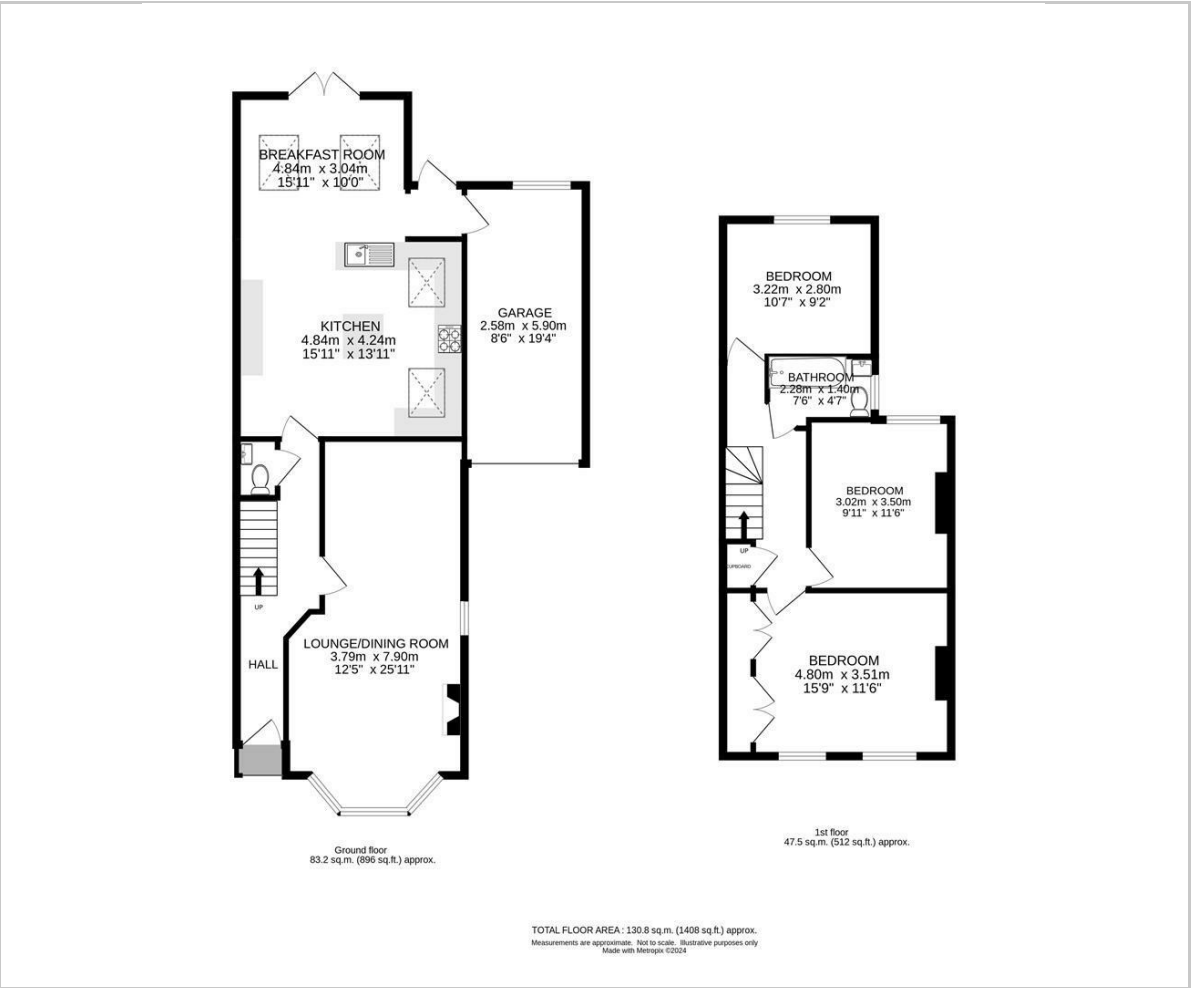 BREAKFAST ROOM
4.84m x 3.04m
15'11" x 10'0"
KITCHEN
4.84m x 4.24m
15'11" x 13'11"
GARAGE
2.58m x 5.90m
8'6" x 19'4"
UP
HALL
LOUNGE/DINING ROOM
3.79m x 7.90m
12'5" x 25'11"
Ground floor
83.2 sq.m. (896 sq.ft.) approx.
BEDROOM
3.22m x 2.80m
10'7" x 9'2"
BATHROOM
2.28m x 1.40m
7'6" x 4'7"
BEDROOM
3.02m x 3.50m
9'11" x 11'6"
UP
CUPBOARD
BEDROOM
4.80m x 3.51m
15'9" x 11'6"
1st floor
47.5 sq.m. (512 sq.ft.) approx.
TOTAL FLOOR AREA : 130.8 sq.m. (1408 sq.ft.) approx.
Measurements are approximate. Not to scale. Illustrative purposes only
Made with Metropix ©2024